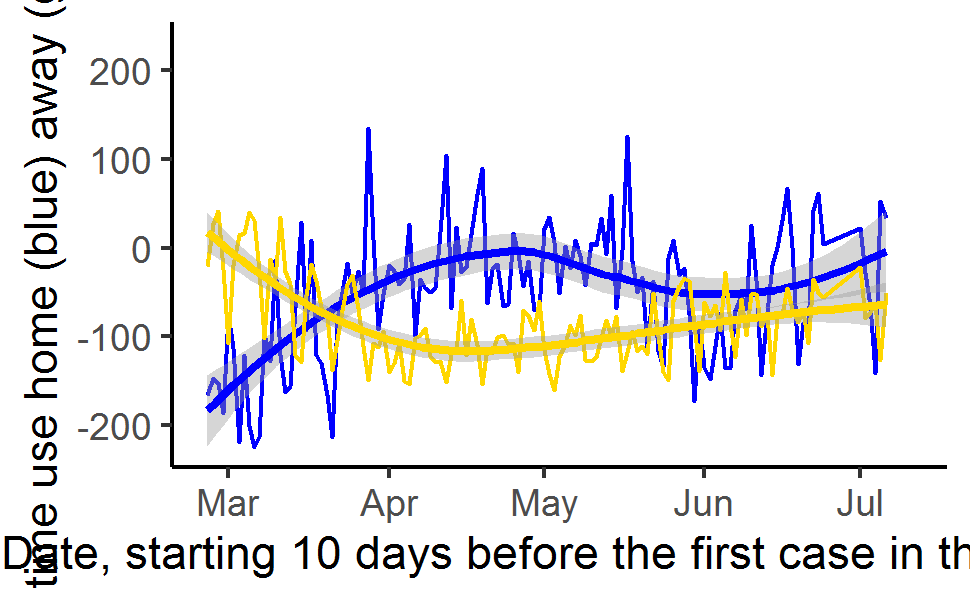 time use home (blue) away (
200
100
0
-100
-200
Mar Apr May Jun Jul
Date, starting 10 days before the first case in th